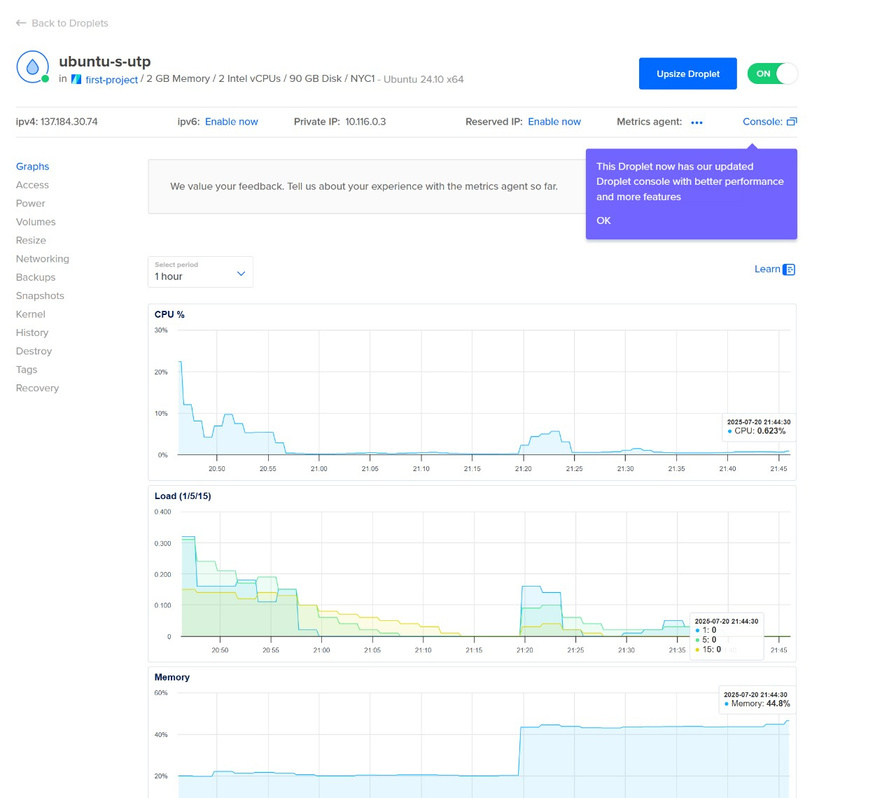 ← Back to Droplets
ubuntu-s-utp
in first-project / 2 GB Memory / 2 Intel vCPUs / 90 GB Disk / NYC1 - Ubuntu 24.10 x64
Upsize Droplet
ON
ipv4: 137.184.30.74 ipv6: Enable now Private IP: 10.116.0.3 Reserved IP: Enable now Metrics agent: ••• Console:
This Droplet now has our updated
Droplet console with better performance
and more features
OK
Graphs
Access
Power
Volumes
Resize
Networking
Backups
Snapshots
Kernel
History
Destroy
Tags
Recovery
We value your feedback. Tell us about your experience with the metrics agent so far.
Select period
1 hour
Learn
CPU %
30%
20%
10%
0%
2025-07-20 21:44:30
CPU: 0.623%
20:50 20:55 21:00 21:05 21:10 21:15 21:20 21:25 21:30 21:35 21:40 21:45
Load (1/5/15)
0.400
0.300
0.200
0.100
0
2025-07-20 21:44:30
1: 0
5: 0
15: 0
20:50 20:55 21:00 21:05 21:10 21:15 21:20 21:25 21:30 21:35 21:45
Memory
60%
40%
20%
2025-07-20 21:44:30
Memory: 44.8%